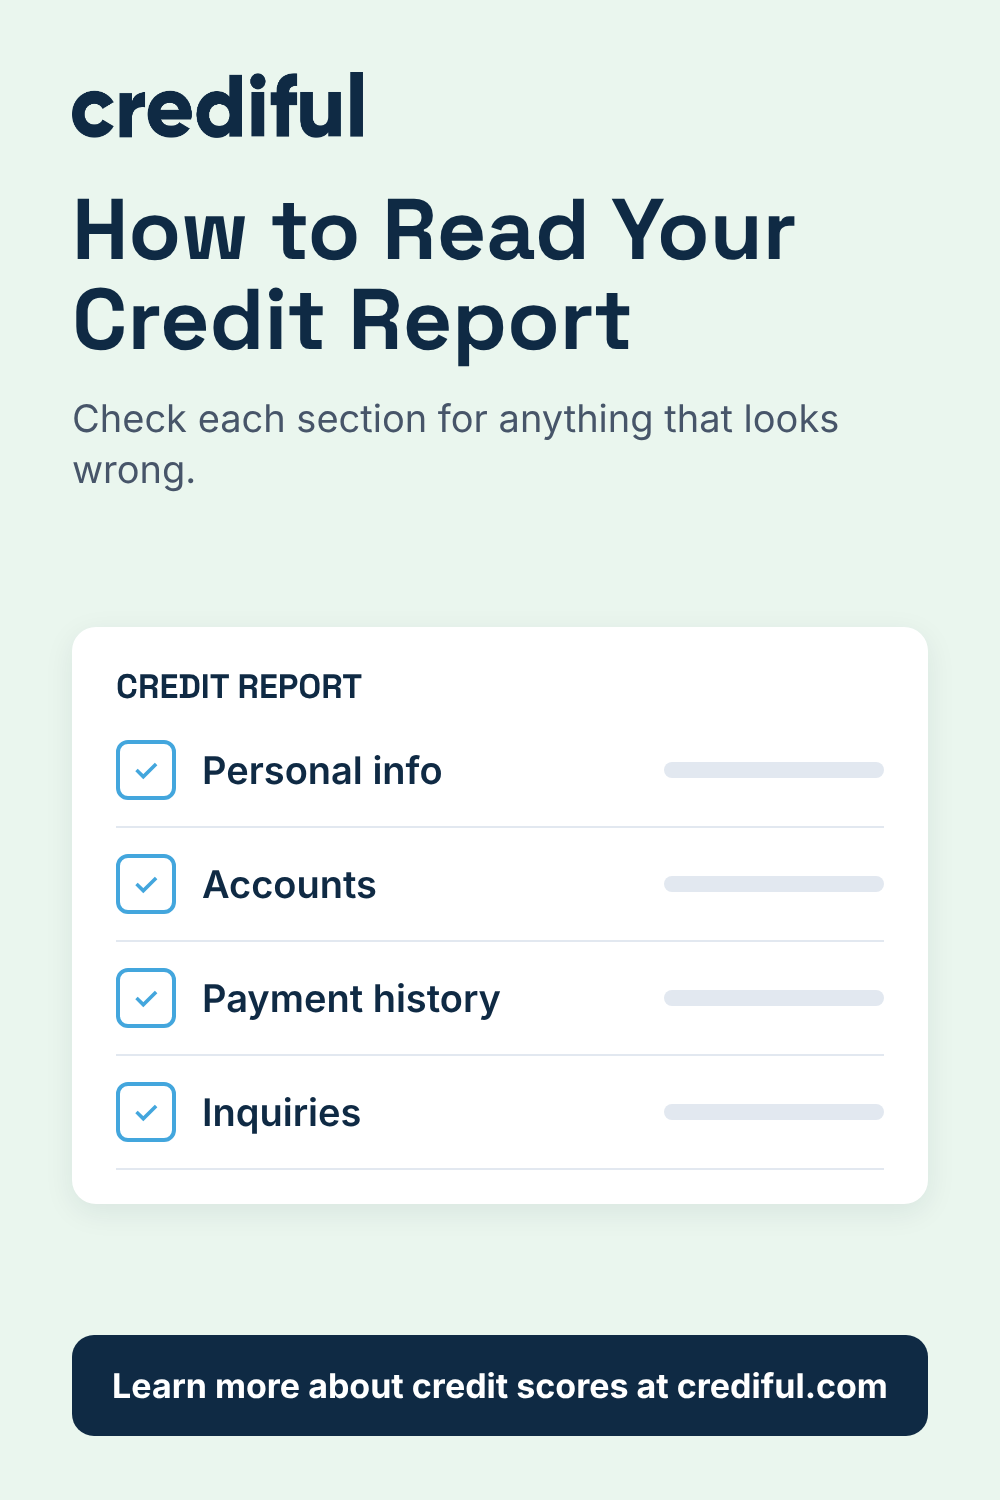 crediful
How to Read Your
Credit Report
Check each section for anything that looks
wrong.
CREDIT REPORT
Personal info
Accounts
Payment history
Inquiries
Learn more about credit scores at crediful.com